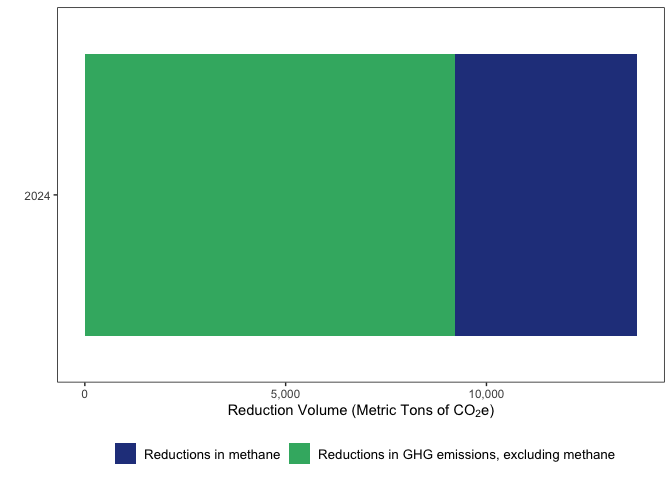 2024
0
5,000
10,000
Reduction Volume (Metric Tons of CO₂e)
Reductions in methane
Reductions in GHG emissions, excluding methane